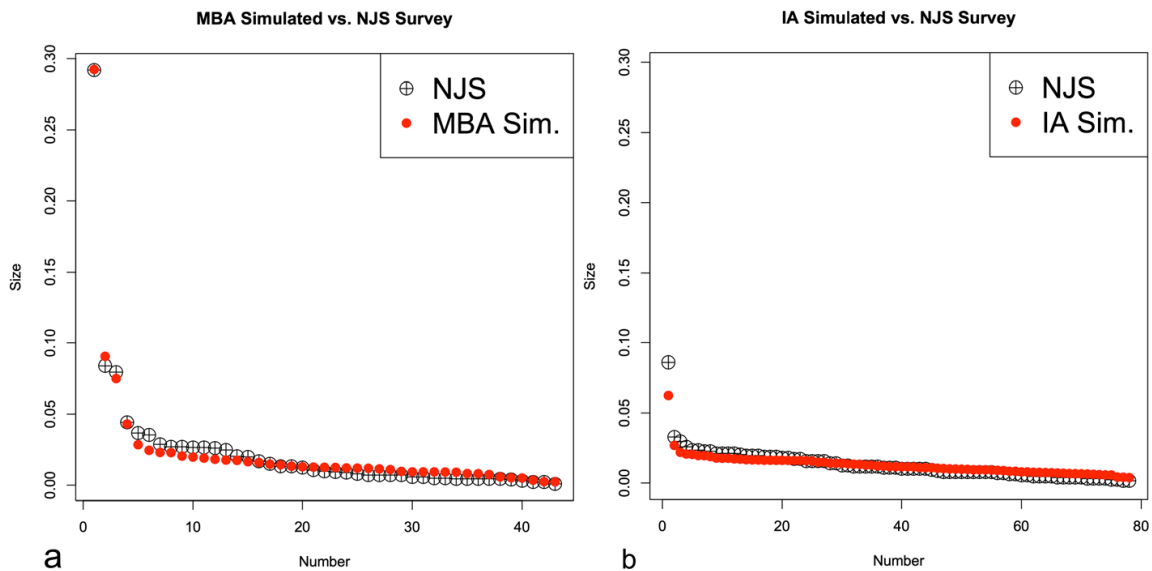 MBA Simulated vs. NJS Survey
NJS
MBA Sim.
0.30
0.25
0.20
0.15
0.10
0.05
0.00
Size
0 10 20 30 40
Number
a
IA Simulated vs. NJS Survey
NJS
IA Sim.
0.30
0.25
0.20
0.15
0.10
0.05
0.00
Size
0 20 40 60 80
Number
b